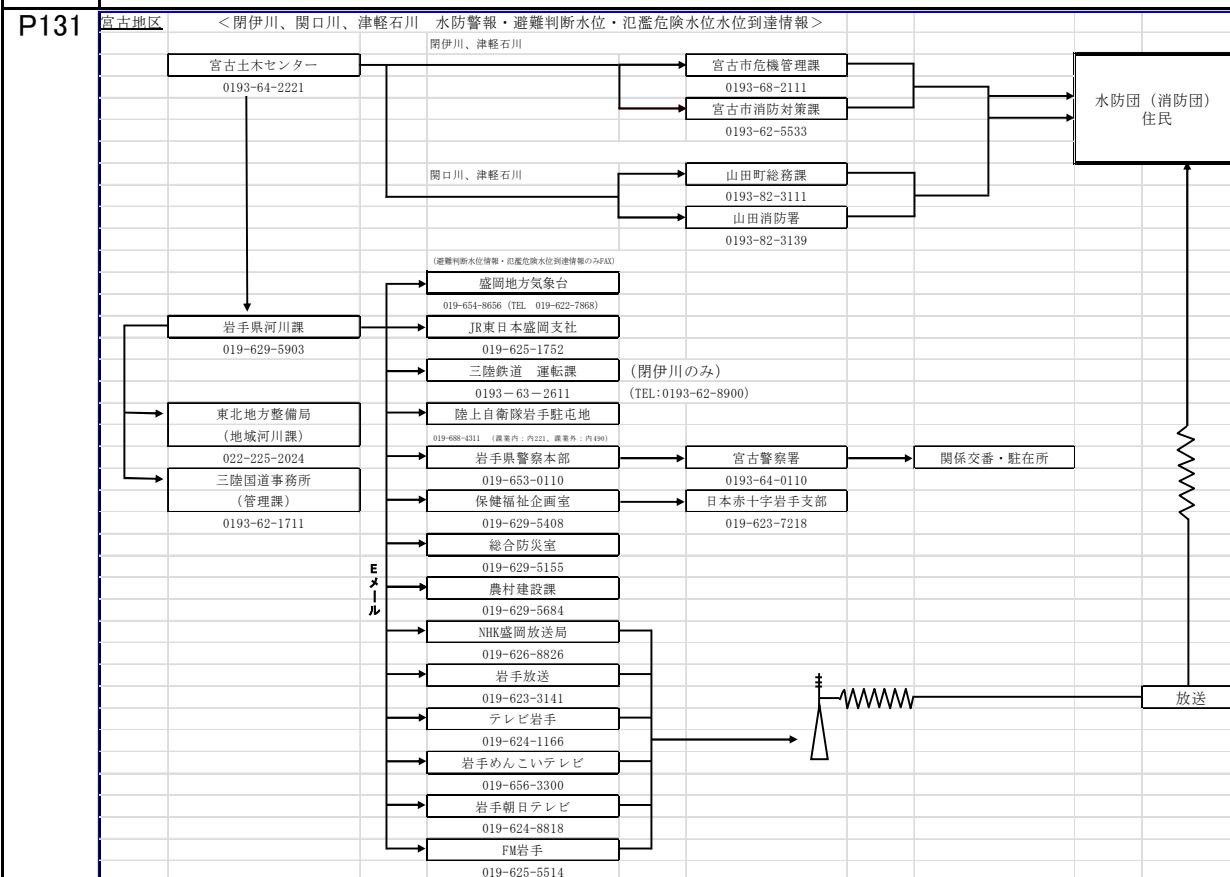 P131
宮古地区
＜閉伊川、関口川、津軽石川　水防警報・避難判断水位・氾濫危険水位水位到達情報＞
閉伊川、津軽石川
宮古土木センター
0193-64-2221
宮古市危機管理課
0193-68-2111
宮古市消防対策課
0193-62-5533
水防団（消防団）
住民
関口川、津軽石川
山田町総務課
0193-82-3111
山田消防署
0193-82-3139
（避難判断水位情報・氾濫危険水位到達情報のみFAX）
盛岡地方気象台
019-654-8656（TEL　019-622-7868）
岩手県河川課
019-629-5903
JR東日本盛岡支社
019-625-1752
三陸鉄道　運転課
（閉伊川のみ）
0193－63－2611
（TEL:0193-62-8900）
東北地方整備局
（地域河川課）
022-225-2024
陸上自衛隊岩手駐屯地
019-688-4311　（課業内：内221、課業外：内490）
三陸国道事務所
（管理課）
0193-62-1711
岩手県警察本部
019-653-0110
宮古警察署
0193-64-0110
関係交番・駐在所
保健福祉企画室
019-629-5408
日本赤十字岩手支部
019-623-7218
総合防災室
019-629-5155
Eメール
農村建設課
019-629-5684
NHK盛岡放送局
019-626-8826
岩手放送
019-623-3141
放送
テレビ岩手
019-624-1166
岩手めんこいテレビ
019-656-3300
岩手朝日テレビ
019-624-8818
FM岩手
019-625-5514